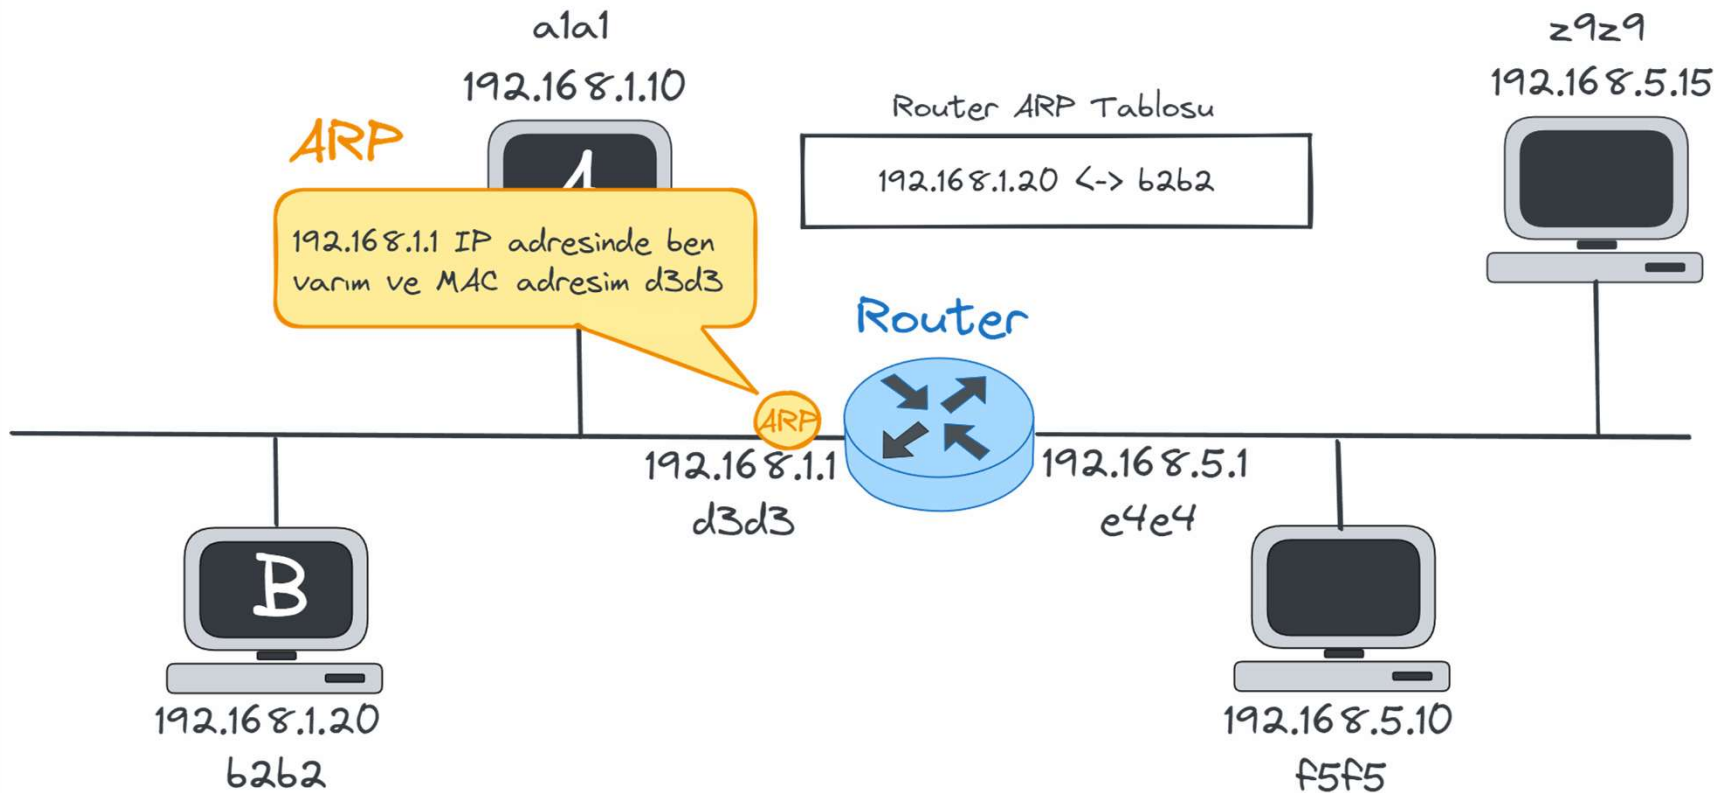 a1a1
192.168.1.10
z9z9
192.168.5.15
Router ARP Tablosu
192.168.1.20 <-> b2b2
ARP
192.168.1.1 IP adresinde ben
varım ve MAC adresim d3d3
Router
ARP
192.168.1.1
d3d3
192.168.5.1
e4e4
B
192.168.1.20
b2b2
192.168.5.10
f5f5